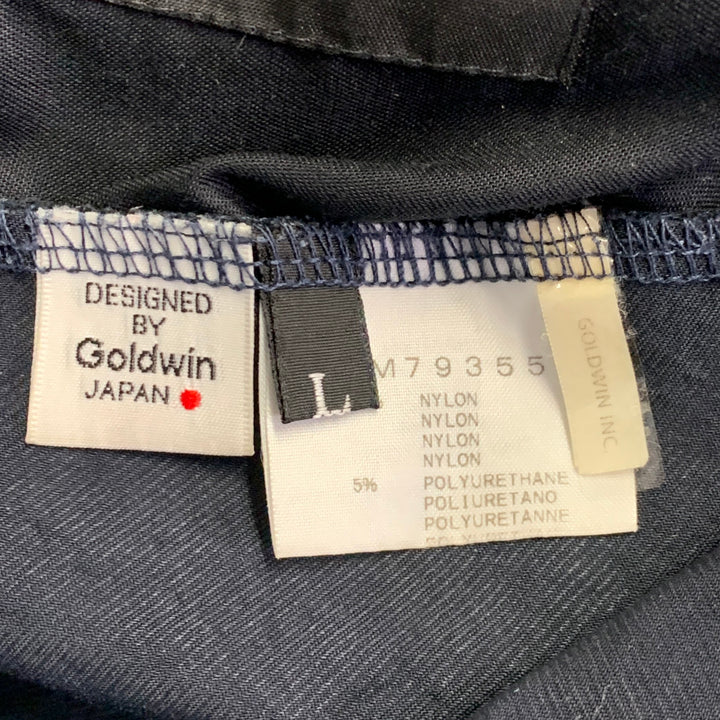 DESIGNED
BY
Goldwin
JAPAN
L
M79355
NYLON
NYLON
NYLON
NYLON
5% POLYURETHANE
POLIURETANO
POLYURETANNE
GOLDWIN INC.